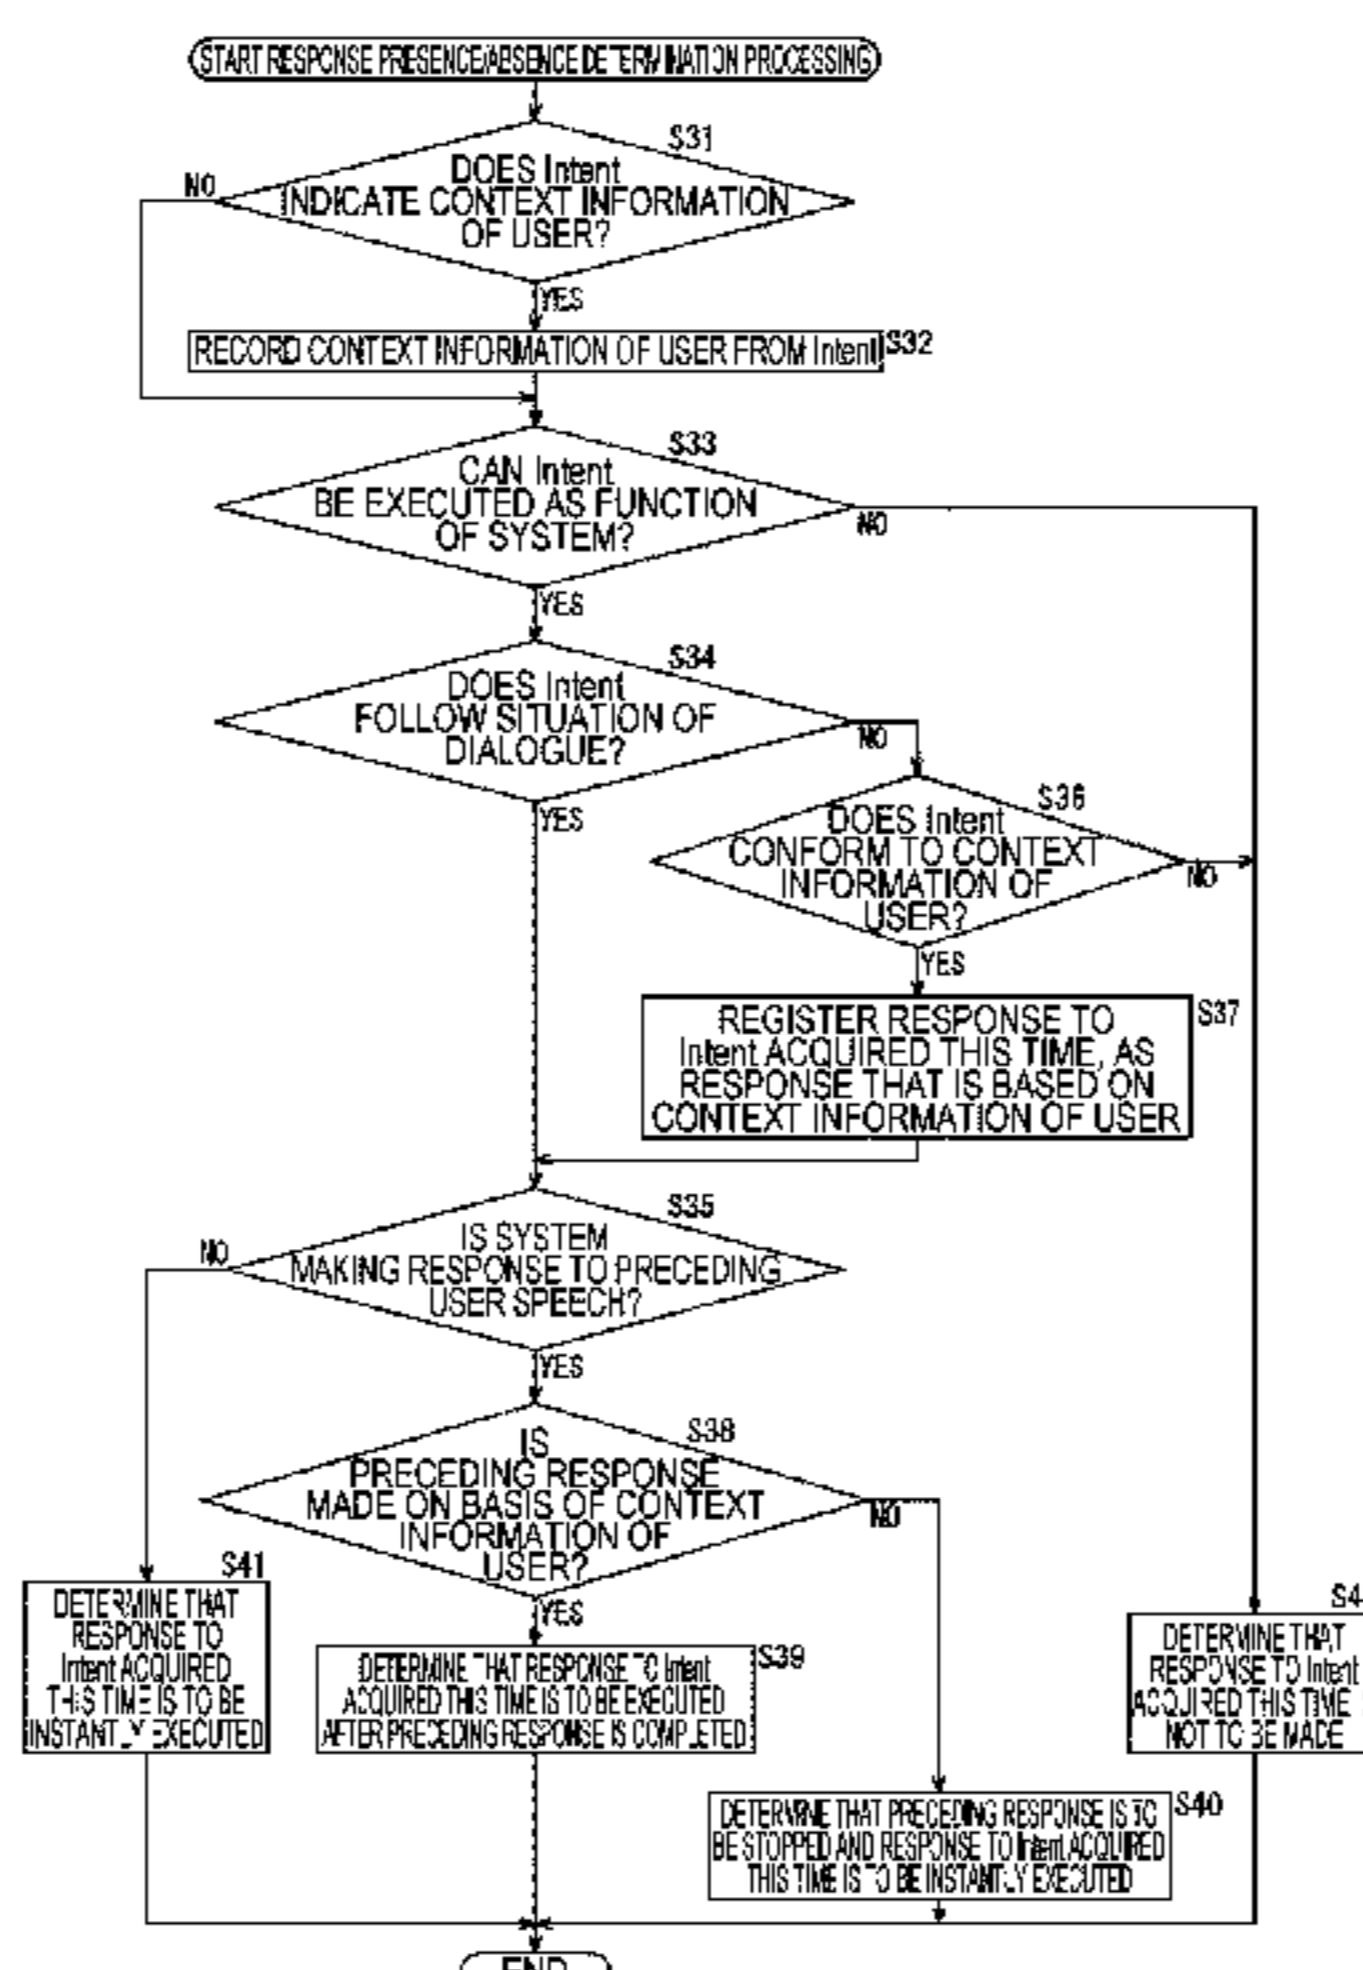 START RESPONSE PRESENCE/ABSENCE DETERMINATION PROCESSING
S31
DOES Intent
INDICATE CONTEXT INFORMATION
OF USER?
NO
YES
RECORD CONTEXT INFORMATION OF USER FROM Intent
S32
S33
CAN Intent
BE EXECUTED AS FUNCTION
OF SYSTEM?
NO
YES
S34
DOES Intent
FOLLOW SITUATION OF
DIALOGUE?
NO
YES
S36
DOES Intent
CONFORM TO CONTEXT
INFORMATION OF
USER?
NO
YES
S37
REGISTER RESPONSE TO
Intent ACQUIRED THIS TIME, AS
RESPONSE THAT IS BASED ON
CONTEXT INFORMATION OF USER
S35
IS SYSTEM
MAKING RESPONSE TO PRECEDING
USER SPEECH?
NO
YES
S38
IS
PRECEDING RESPONSE
MADE ON BASIS OF CONTEXT
INFORMATION OF
USER?
NO
YES
S41
DETERMINE THAT
RESPONSE TO
Intent ACQUIRED
THIS TIME IS TO BE
INSTANTLY EXECUTED
S39
DETERMINE THAT RESPONSE TO Intent
ACQUIRED THIS TIME IS TO BE EXECUTED
AFTER PRECEDING RESPONSE IS COMPLETED
S4
DETERMINE THAT
RESPONSE TO Intent
ACQUIRED THIS TIME
NOT TO BE MADE
S40
DETERMINE THAT PRECEDING RESPONSE IS TO
BE STOPPED AND RESPONSE TO Intent ACQUIRED
THIS TIME IS TO BE INSTANTLY EXECUTED
END